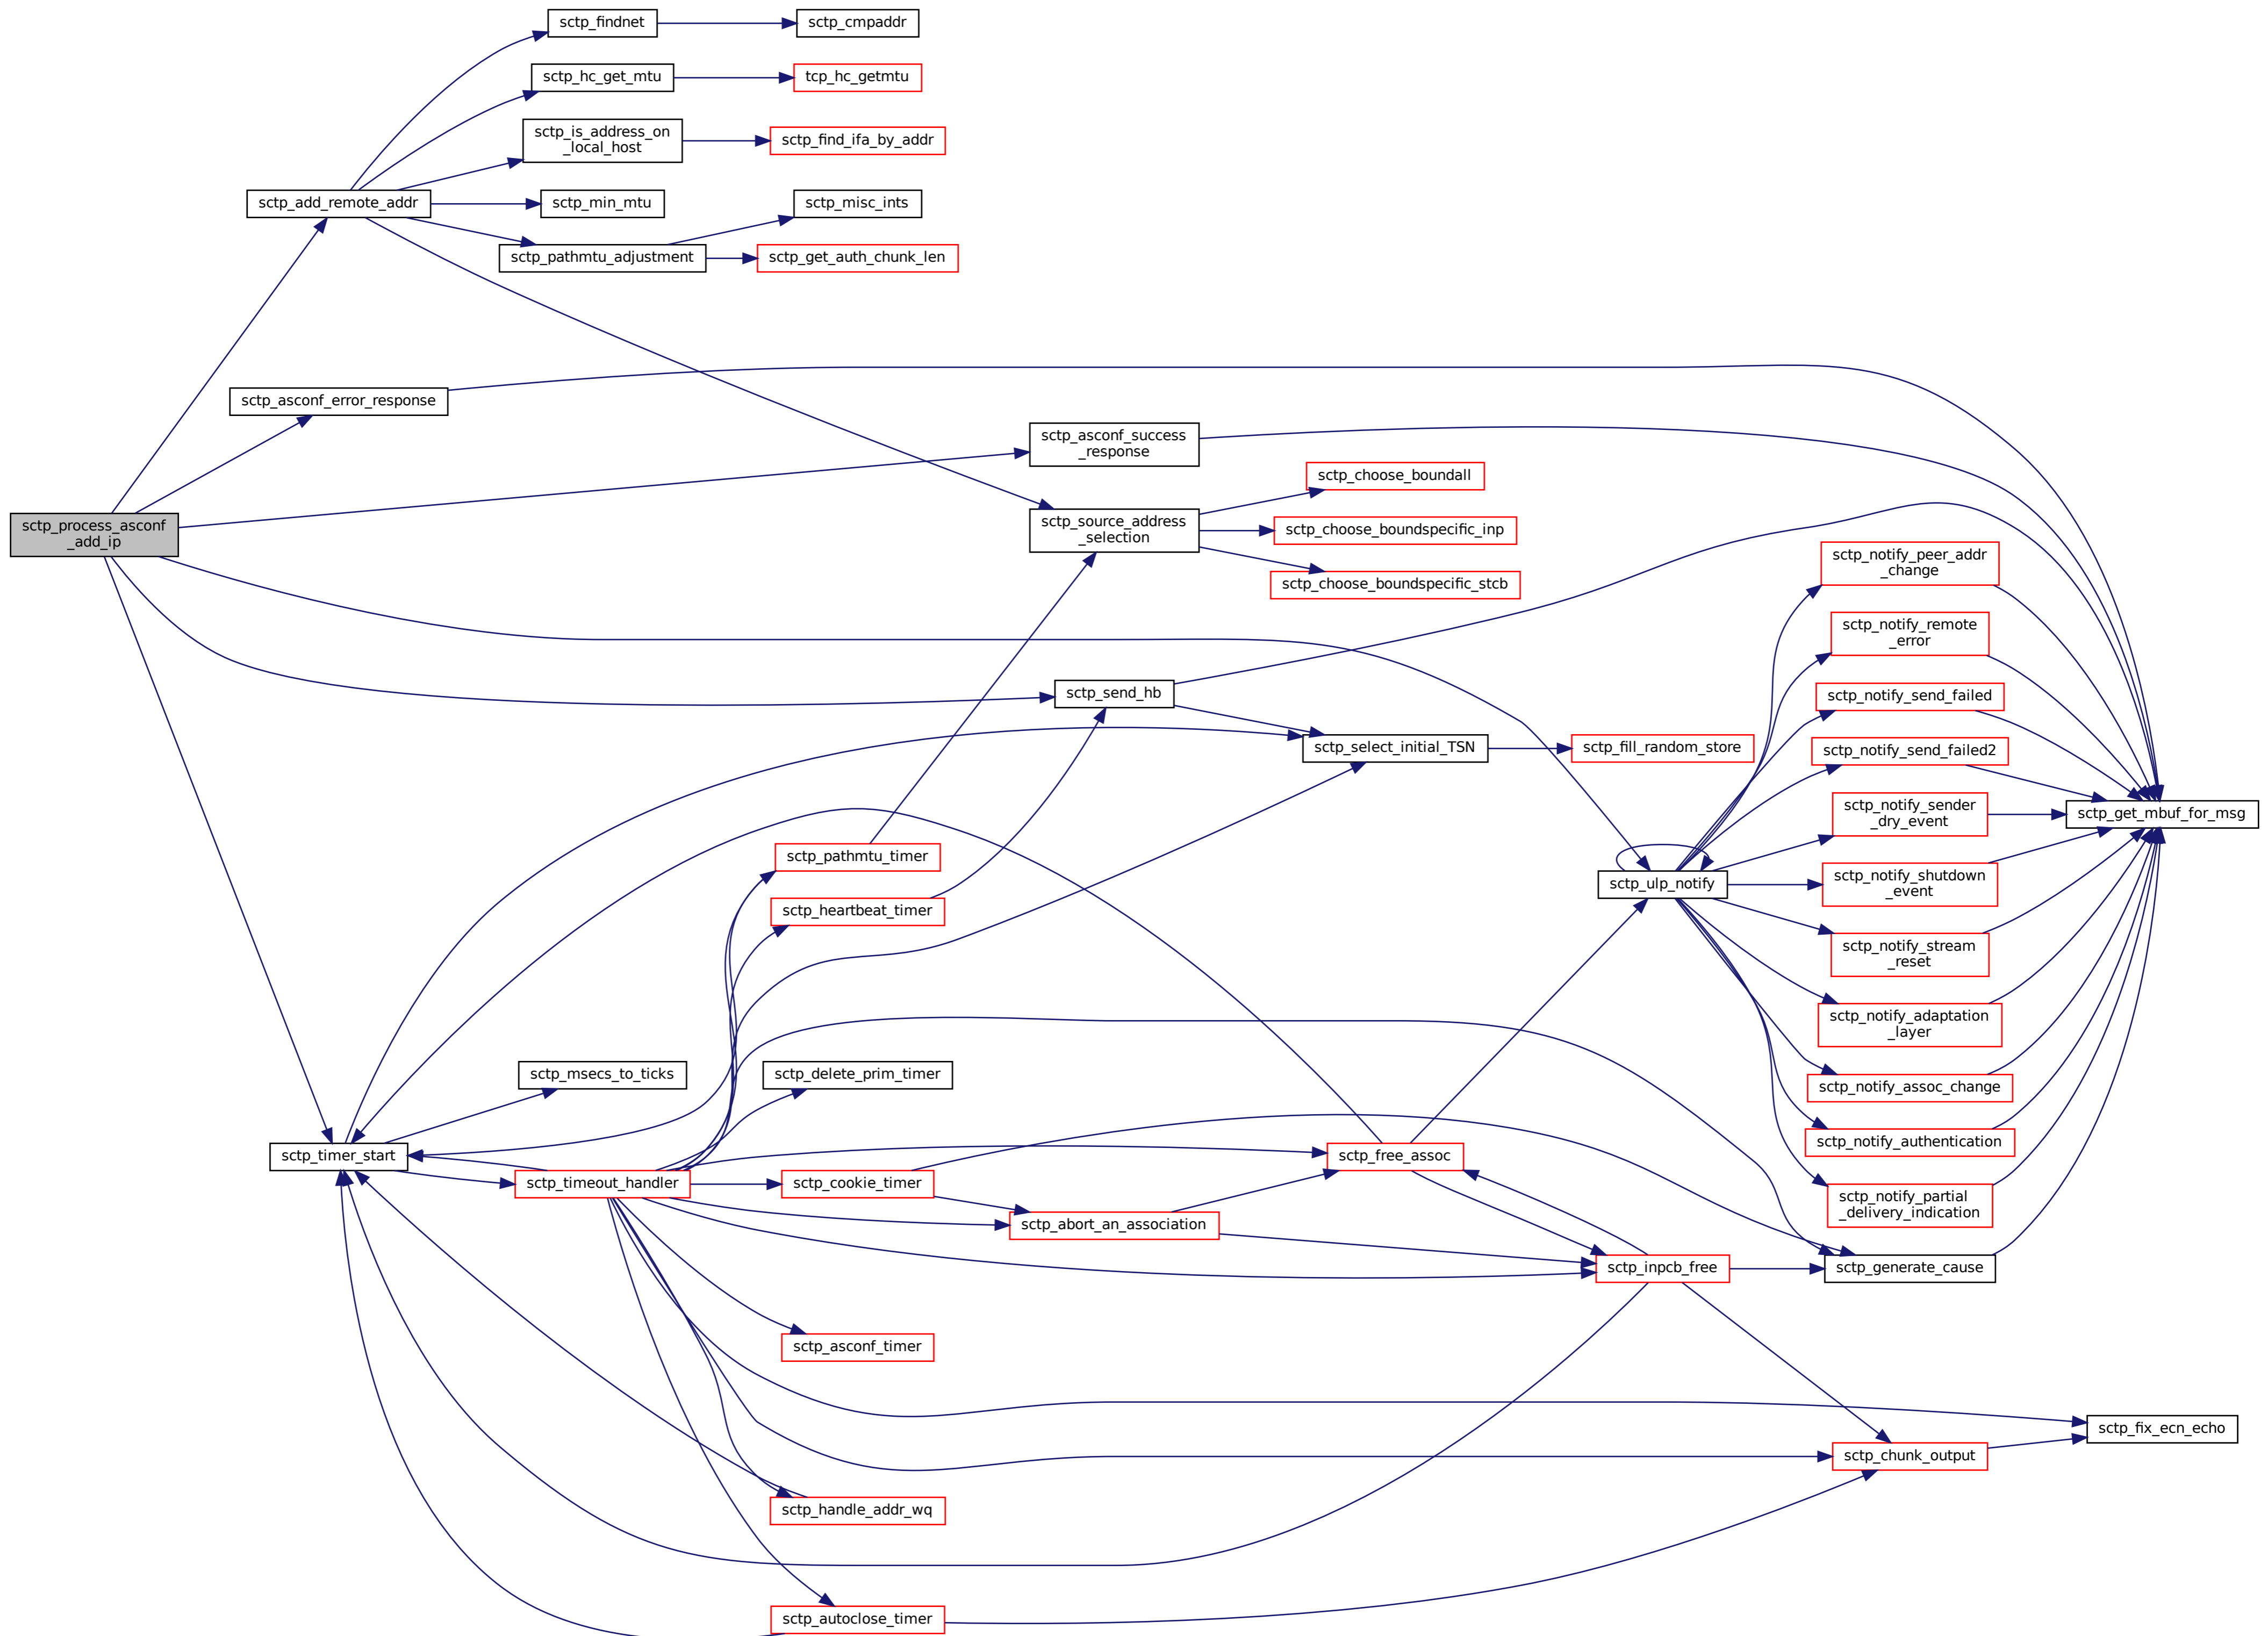 sctp_findnet
sctp_cmpaddr
sctp_hc_get_mtu
tcp_hc_getmtu
sctp_is_address_on
_local_host
sctp_find_ifa_by_addr
sctp_add_remote_addr
sctp_min_mtu
sctp_misc_ints
sctp_pathmtu_adjustment
sctp_get_auth_chunk_len
sctp_asconf_error_response
sctp_asconf_success
_response
sctp_choose_boundall
sctp_process_asconf
_add_ip
sctp_source_address
_selection
sctp_choose_boundspecific_inp
sctp_choose_boundspecific_stcb
sctp_notify_peer_addr
_change
sctp_notify_remote
_error
sctp_send_hb
sctp_notify_send_failed
sctp_select_initial_TSN
sctp_fill_random_store
sctp_notify_send_failed2
sctp_notify_sender
_dry_event
sctp_get_mbuf_for_msg
sctp_pathmtu_timer
sctp_ulp_notify
sctp_notify_shutdown
_event
sctp_heartbeat_timer
sctp_notify_stream
_reset
sctp_notify_adaptation
_layer
sctp_msecs_to_ticks
sctp_delete_prim_timer
sctp_notify_assoc_change
sctp_notify_authentication
sctp_timer_start
sctp_free_assoc
sctp_timeout_handler
sctp_cookie_timer
sctp_notify_partial
_delivery_indication
sctp_abort_an_association
sctp_inpcb_free
sctp_generate_cause
sctp_asconf_timer
sctp_fix_ecn_echo
sctp_chunk_output
sctp_handle_addr_wq
sctp_autoclose_timer